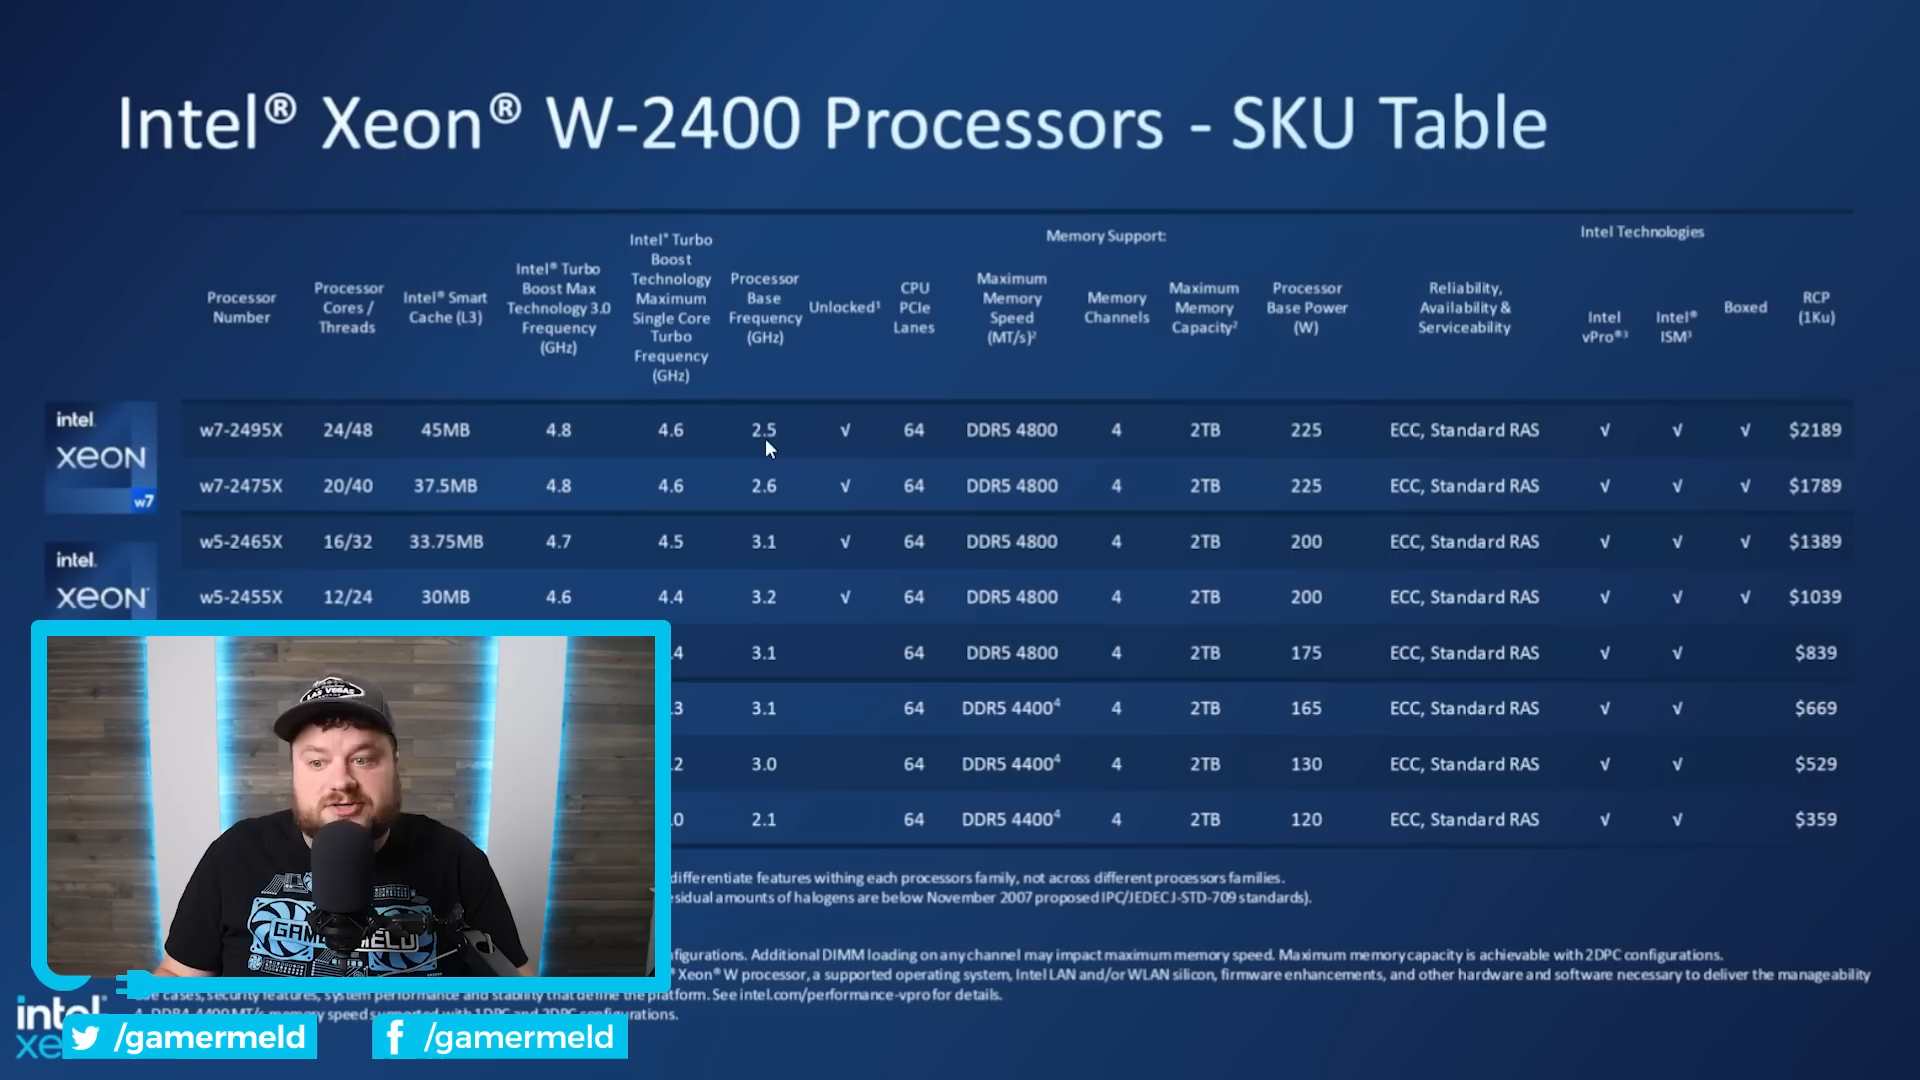 Intel® Xeon® W-2400 Processors - SKU Table
Memory Support:
Intel Technologies
Processor Number
Processor Cores / Threads
Intel® Smart Cache (L3)
Intel® Turbo Boost Max Technology 3.0 Frequency (GHz)
Intel® Turbo Boost Technology Maximum Single Core Turbo Frequency (GHz)
Processor Base Frequency (GHz)
Unlocked¹
CPU PCIe Lanes
Maximum Memory Speed (MT/s)²
Memory Channels
Maximum Memory Capacity²
Processor Base Power (W)
Reliability, Availability & Serviceability
Intel vPro®³
Intel® ISM³
Boxed
RCP (1Ku)
intel. xeon w7
w7-2495X 24/48 45MB 4.8 4.6 2.5 √ 64 DDR5 4800 4 2TB 225 ECC, Standard RAS √ √ √ $2189
w7-2475X 20/40 37.5MB 4.8 4.6 2.6 √ 64 DDR5 4800 4 2TB 225 ECC, Standard RAS √ √ √ $1789
intel. xeon
w5-2465X 16/32 33.75MB 4.7 4.5 3.1 √ 64 DDR5 4800 4 2TB 200 ECC, Standard RAS √ √ √ $1389
w5-2455X 12/24 30MB 4.6 4.4 3.2 √ 64 DDR5 4800 4 2TB 200 ECC, Standard RAS √ √ √ $1039
.4 3.1 64 DDR5 4800 4 2TB 175 ECC, Standard RAS √ √ $839
.3 3.1 64 DDR5 4400⁴ 4 2TB 165 ECC, Standard RAS √ √ $669
.2 3.0 64 DDR5 4400⁴ 4 2TB 130 ECC, Standard RAS √ √ $529
.0 2.1 64 DDR5 4400⁴ 4 2TB 120 ECC, Standard RAS √ √ $359
differentiate features withing each processors family, not across different processors families.
amounts of halogens are below November 2007 proposed IPC/JEDEC J-STD-709 standards).
Additional DIMM loading on any channel may impact maximum memory speed. Maximum memory capacity is achievable with 2DPC configurations.
Xeon® W processor, a supported operating system, Intel LAN and/or WLAN silicon, firmware enhancements, and other hardware and software necessary to deliver the manageability
use cases, security features, system performance and stability that define the platform. See intel.com/performance-vpro for details.
LAS VEGAS
intel
xe
/gamermeld
/gamermeld